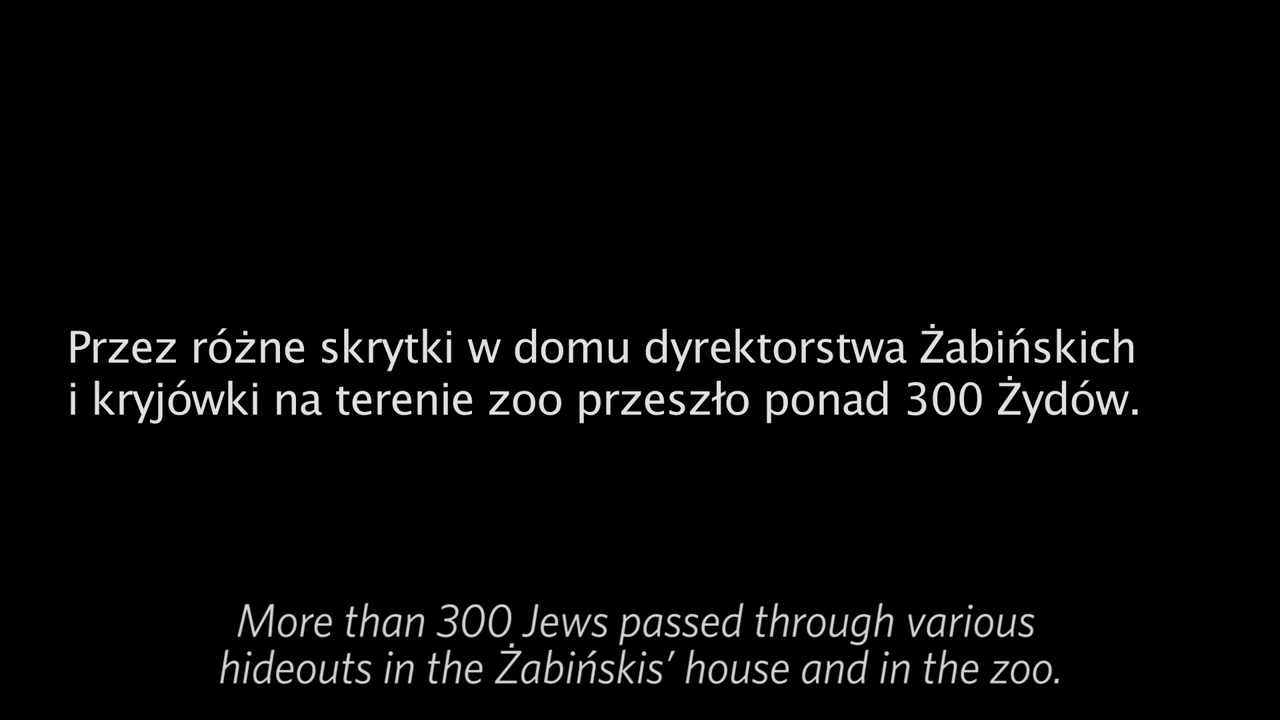 Przez różne skrytki w domu dyrektorstwa Żabińskich
i kryjówki na terenie zoo przeszło ponad 300 Żydów.
More than 300 Jews passed through various
hideouts in the Żabińskis’ house and in the zoo.